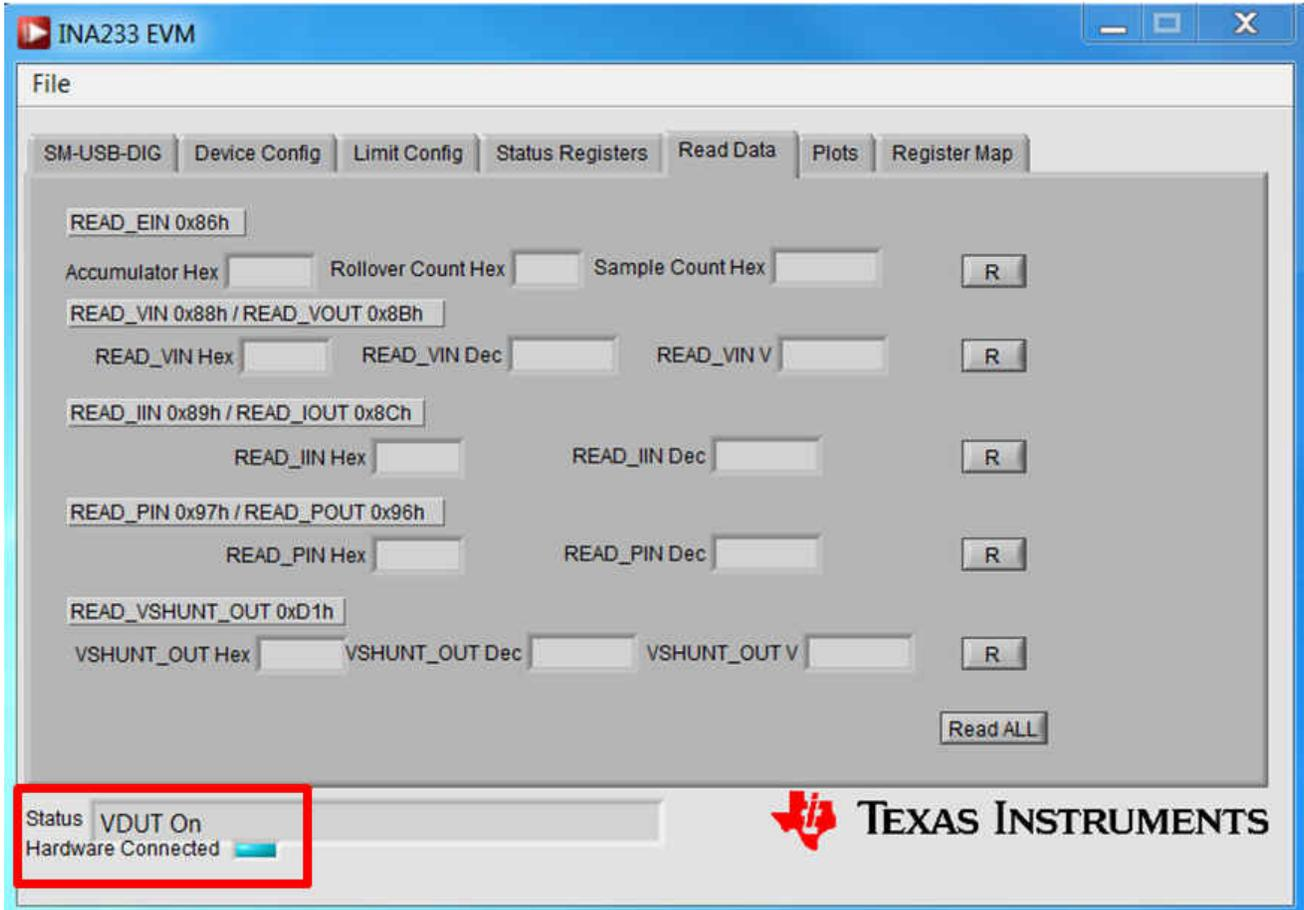 INA233 EVM
X
File
SM-USB-DIG Device Config Limit Config Status Registers Read Data Plots Register Map
READ_EIN 0x86h
Accumulator Hex Rollover Count Hex Sample Count Hex R
READ_VIN 0x88h / READ_VOUT 0x8Bh
READ_VIN Hex READ_VIN Dec READ_VIN V R
READ_IIN 0x89h / READ_IOUT 0x8Ch
READ_IIN Hex READ_IIN Dec R
READ_PIN 0x97h / READ_POUT 0x96h
READ_PIN Hex READ_PIN Dec R
READ_VSHUNT_OUT 0xD1h
VSHUNT_OUT Hex VSHUNT_OUT Dec VSHUNT_OUT V R
Read ALL
Status VDUT On
Hardware Connected
ti TEXAS INSTRUMENTS